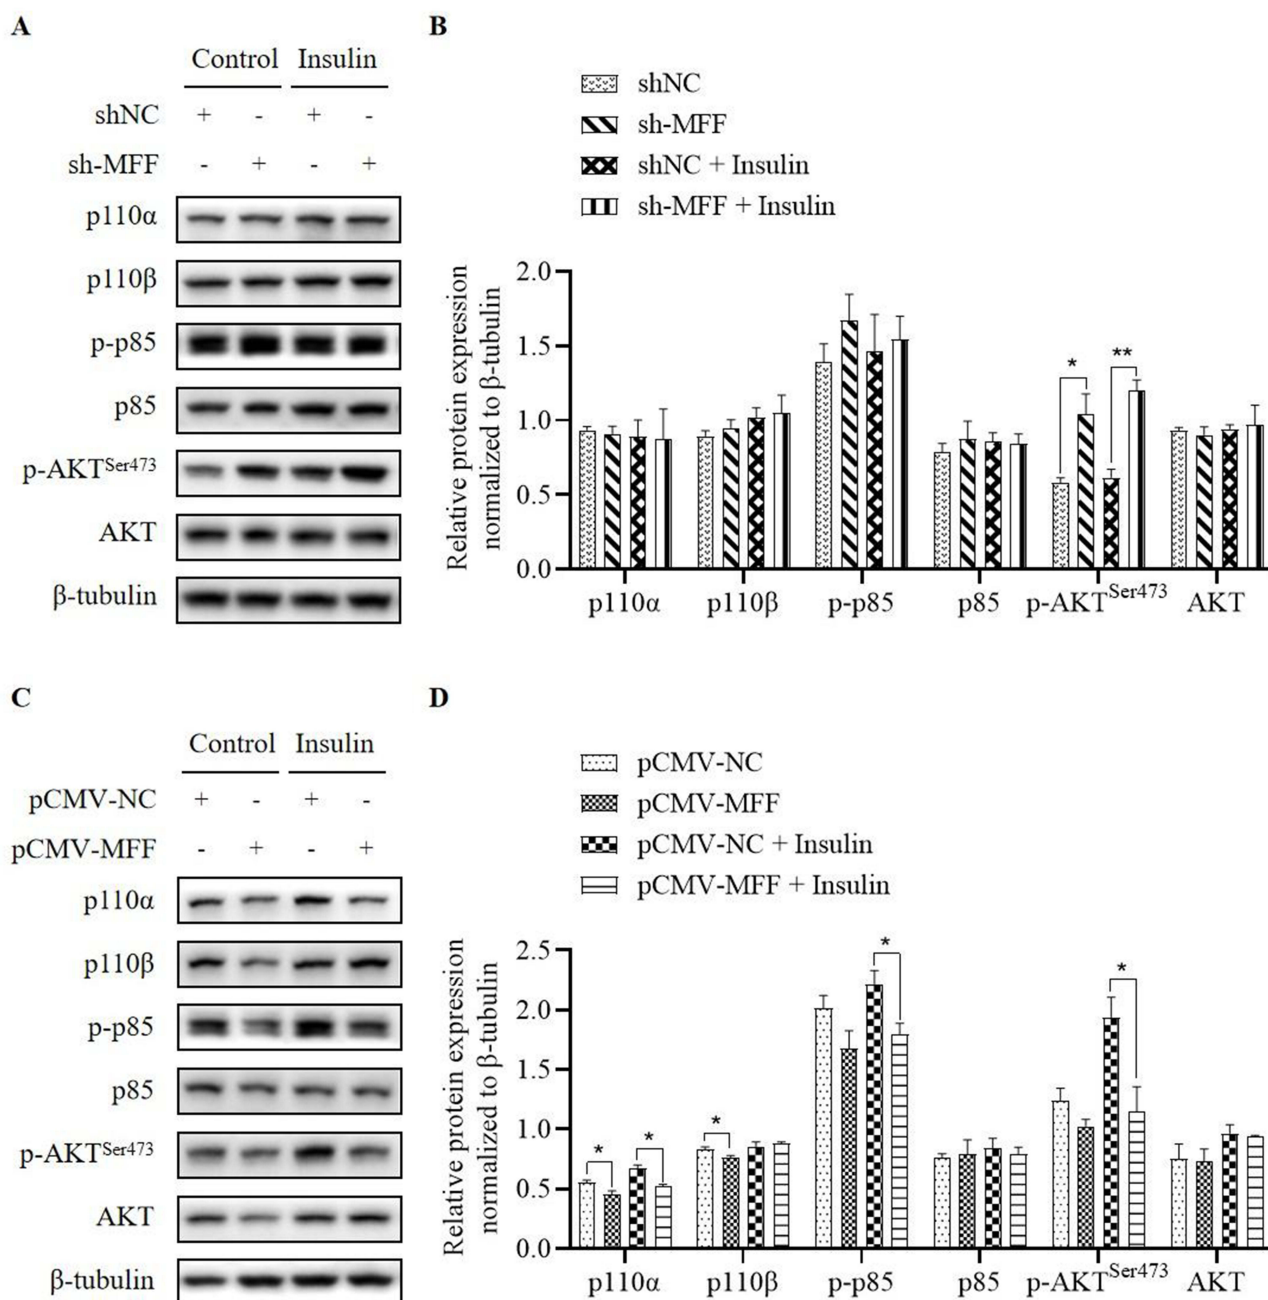 A
Control Insulin
shNC + - + -
sh-MFF - + - +
p110α
p110β
p-p85
p85
p-AKTSer473
AKT
β-tubulin
B
shNC
sh-MFF
shNC + Insulin
sh-MFF + Insulin
Relative protein expression
normalized to β-tubulin
2.0
1.5
1.0
0.5
0.0
* **
p110α p110β p-p85 p85 p-AKTSer473 AKT
C
Control Insulin
pCMV-NC + - + -
pCMV-MFF - + - +
p110α
p110β
p-p85
p85
p-AKTSer473
AKT
β-tubulin
D
pCMV-NC
pCMV-MFF
pCMV-NC + Insulin
pCMV-MFF + Insulin
Relative protein expression
normalized to β-tubulin
2.5
2.0
1.5
1.0
0.5
0.0
* * * * *
p110α p110β p-p85 p85 p-AKTSer473 AKT